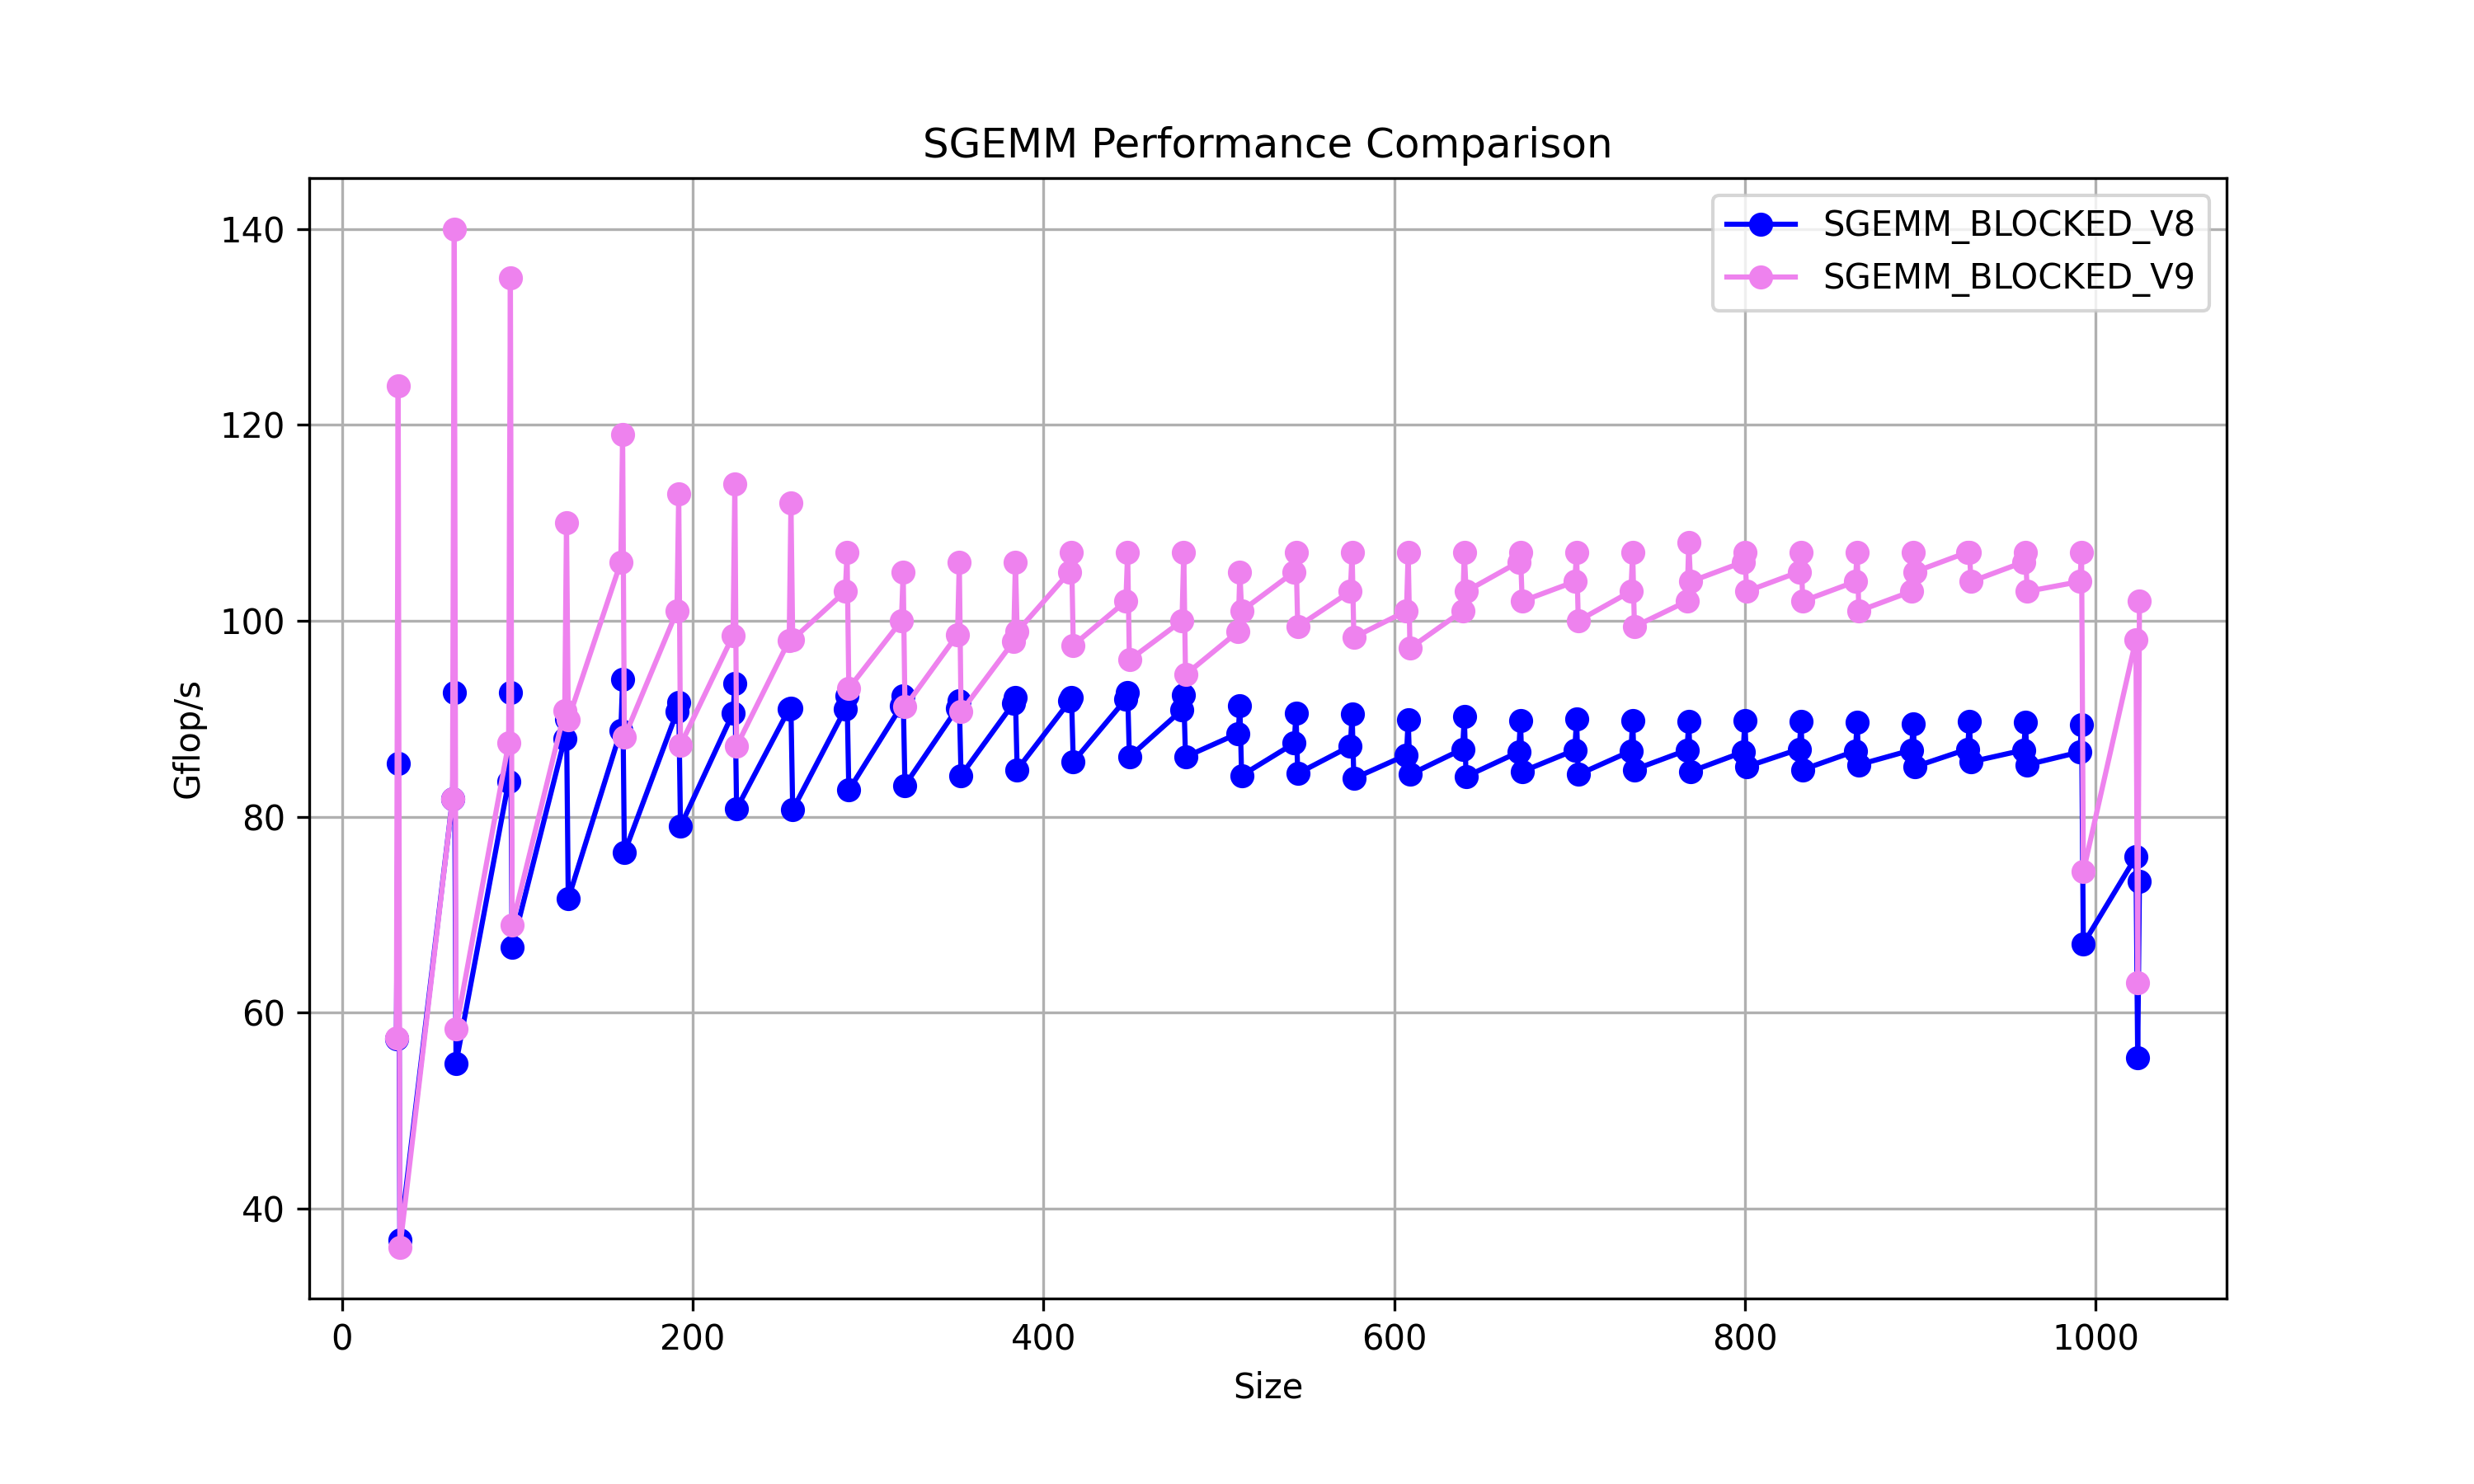 SGEMM Performance Comparison
SGEMM_BLOCKED_V8
SGEMM_BLOCKED_V9
140
120
100
80
60
40
Gflop/s
0 200 400 600 800 1000
Size